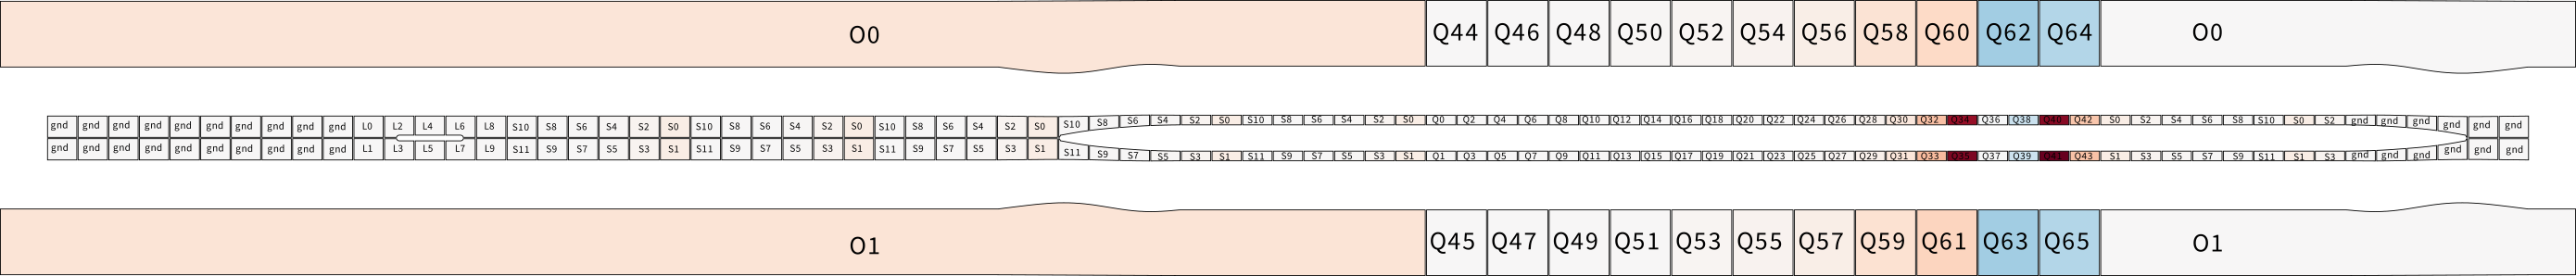 O0 Q44 Q46 Q48 Q50 Q52 Q54 Q56 Q58 Q60 Q62 Q64 O0
gnd gnd gnd gnd gnd gnd gnd gnd gnd gnd L0 L2 L4 L6 L8 S10 S8 S6 S4 S2 S0 S10 S8 S6 S4 S2 S0 S10 S8 S6 S4 S2 S0 S10 S8 S6 S4 S2 S0 S10 S8 S6 S4 S2 S0 Q0 Q2 Q4 Q6 Q8 Q10 Q12 Q14 Q16 Q18 Q20 Q22 Q24 Q26 Q28 Q30 Q32 Q34 Q36 Q38 Q40 Q42 S0 S2 S4 S6 S8 S10 S0 S2 gnd gnd gnd gnd gnd gnd
gnd gnd gnd gnd gnd gnd gnd gnd gnd gnd L1 L3 L5 L7 L9 S11 S9 S7 S5 S3 S1 S11 S9 S7 S5 S3 S1 S11 S9 S7 S5 S3 S1 S11 S9 S7 S5 S3 S1 S11 S9 S7 S5 S3 S1 Q1 Q3 Q5 Q7 Q9 Q11 Q13 Q15 Q17 Q19 Q21 Q23 Q25 Q27 Q29 Q31 Q33 Q35 Q37 Q39 Q41 Q43 S1 S3 S5 S7 S9 S11 S1 S3 gnd gnd gnd gnd gnd gnd
O1 Q45 Q47 Q49 Q51 Q53 Q55 Q57 Q59 Q61 Q63 Q65 O1